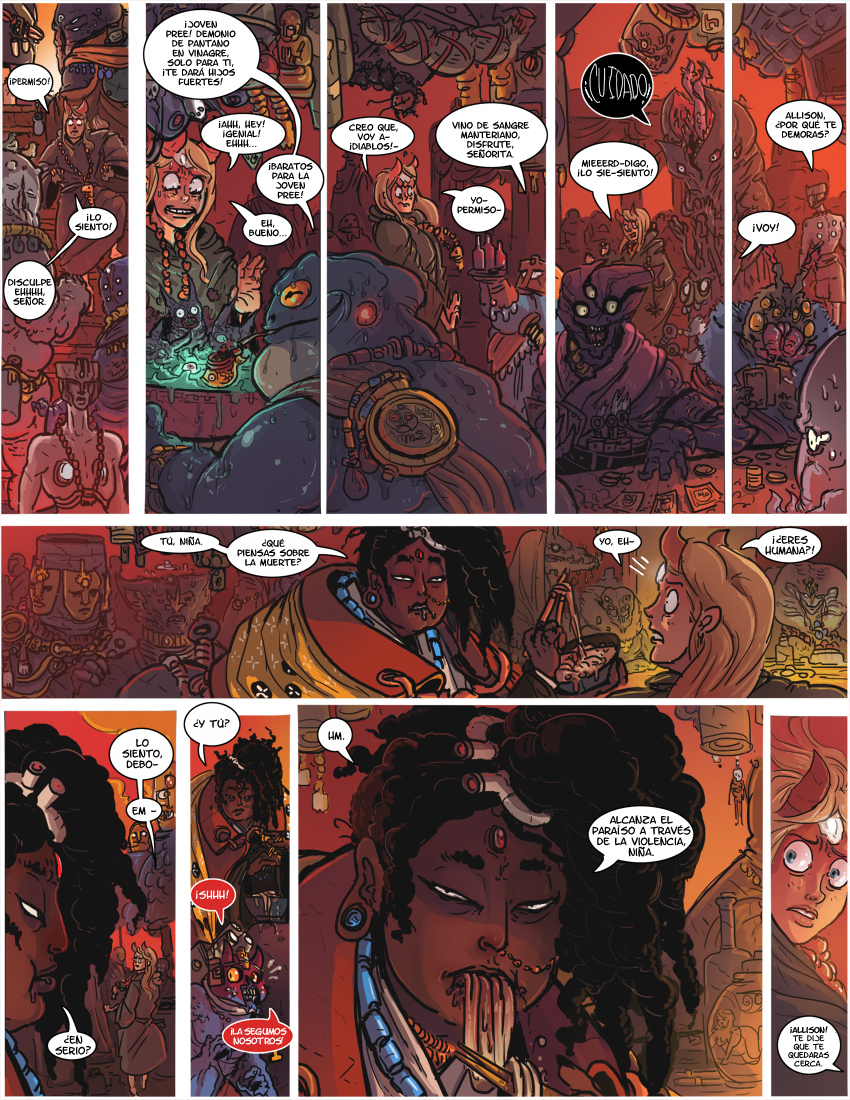 ¡PERMISO!
¡LO
SIENTO!
DISCULPE
EHHHH,
SEÑOR.
¡JOVEN
PREE! DEMONIO
DE PANTANO
EN VINAGRE,
SOLO PARA TI,
¡TE DARÁ HIJOS
FUERTES!
¡AHH, HEY!
¡GENIAL!
EHHH...
¡BARATOS
PARA LA
JOVEN
PREE!
EH,
BUENO...
CREO QUE,
VOY A-
¡DIABLOS!-
VINO DE SANGRE
MANTERIANO,
DISFRUTE,
SEÑORITA.
YO-
PERMISO-
¡CUIDADO!
MIEEERD-DIGO,
¡LO SIE-SIENTO!
ALLISON,
¿POR QUÉ TE
DEMORAS?
¡VOY!
TÚ, NIÑA.
¿QUÉ
PIENSAS SOBRE
LA MUERTE?
YO, EH-
¡¿ERES
HUMANA?!
LO
SIENTO,
DEBO-
EM -
¿EN
SERIO?
¿Y TÚ?
¡SHHH!
¡LA SEGUIMOS
NOSOTROS!
HM.
ALCANZA EL
PARAÍSO A TRAVÉS
DE LA VIOLENCIA,
NIÑA.
¡ALLISON!
TE DIJE
QUE TE
QUEDARAS
CERCA.